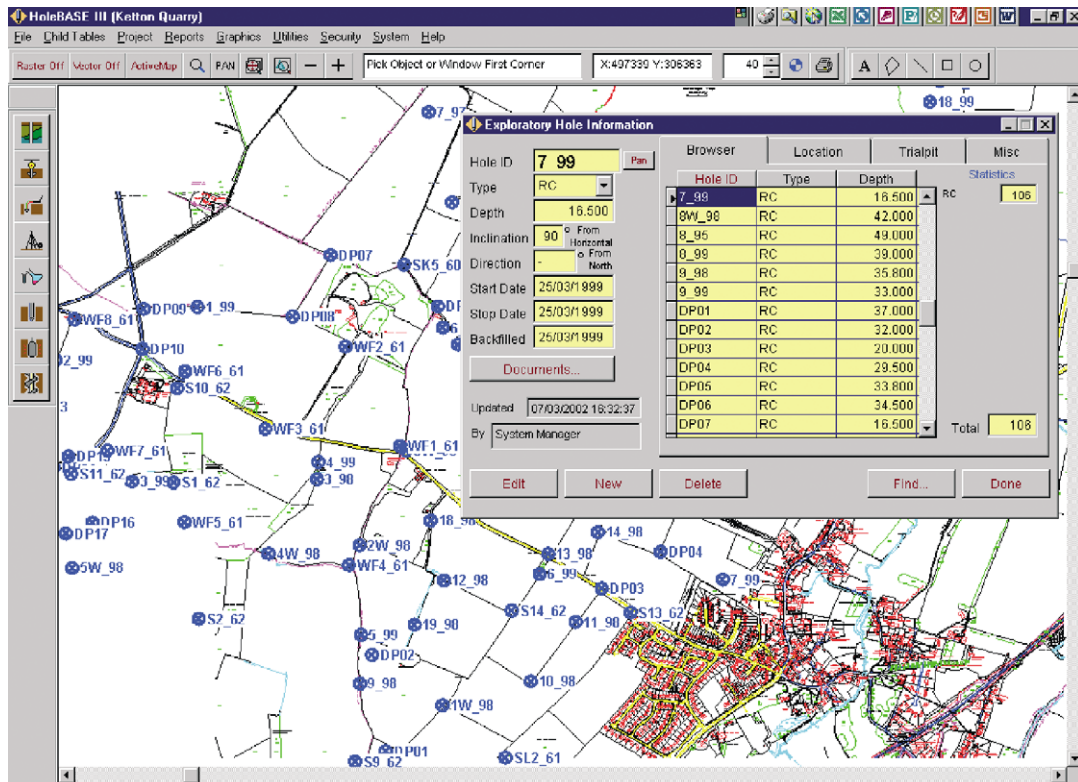 HoleBASE III (Ketton Quarry)
File Child Tables Project Reports Graphics Utilities Security System Help
Raster Off Vector Off ActiveMap PAN Pick Object or Window First Corner X:497339 Y:306363 40 A
18_99
Exploratory Hole Information
Hole ID 7_99 Pan
Type RC
Depth 16.500
Inclination 90 ° From Horizontal
Direction - ° From North
Start Date 25/03/1999
Stop Date 25/03/1999
Backfilled 25/03/1999
Documents...
Updated 07/03/2002 16:32:37
By System Manager
Browser Location Trialpit Misc
Hole ID Type Depth
7_99 RC 16.500
8W_98 RC 42.000
8_95 RC 49.000
8_99 RC 39.000
9_98 RC 35.800
9_99 RC 33.000
DP01 RC 37.000
DP02 RC 32.000
DP03 RC 20.000
DP04 RC 29.500
DP05 RC 33.800
DP06 RC 34.500
DP07 RC 16.500
Statistics
RC 106
Total 106
Edit New Delete Find... Done
DP07
SK5_60
DP09
1_99
DP08
WF8_61
DP10
WF2_61
2_99
WF6_61
S10_62
3
WF3_61
WF1_61
WF7_61
4_99
S11_62
3_99
S1_62
3_98
DP16
WF5_61
18_98
DP17
14_98
2W_98
4W_98
13_98
DP04
5W_98
WF4_61
6_99
12_98
7_99
DP03
S14_62
S13_62
S2_62
19_98
11_98
5_99
DP02
9_98
10_98
1W_98
DP01
S9_62
SL2_61